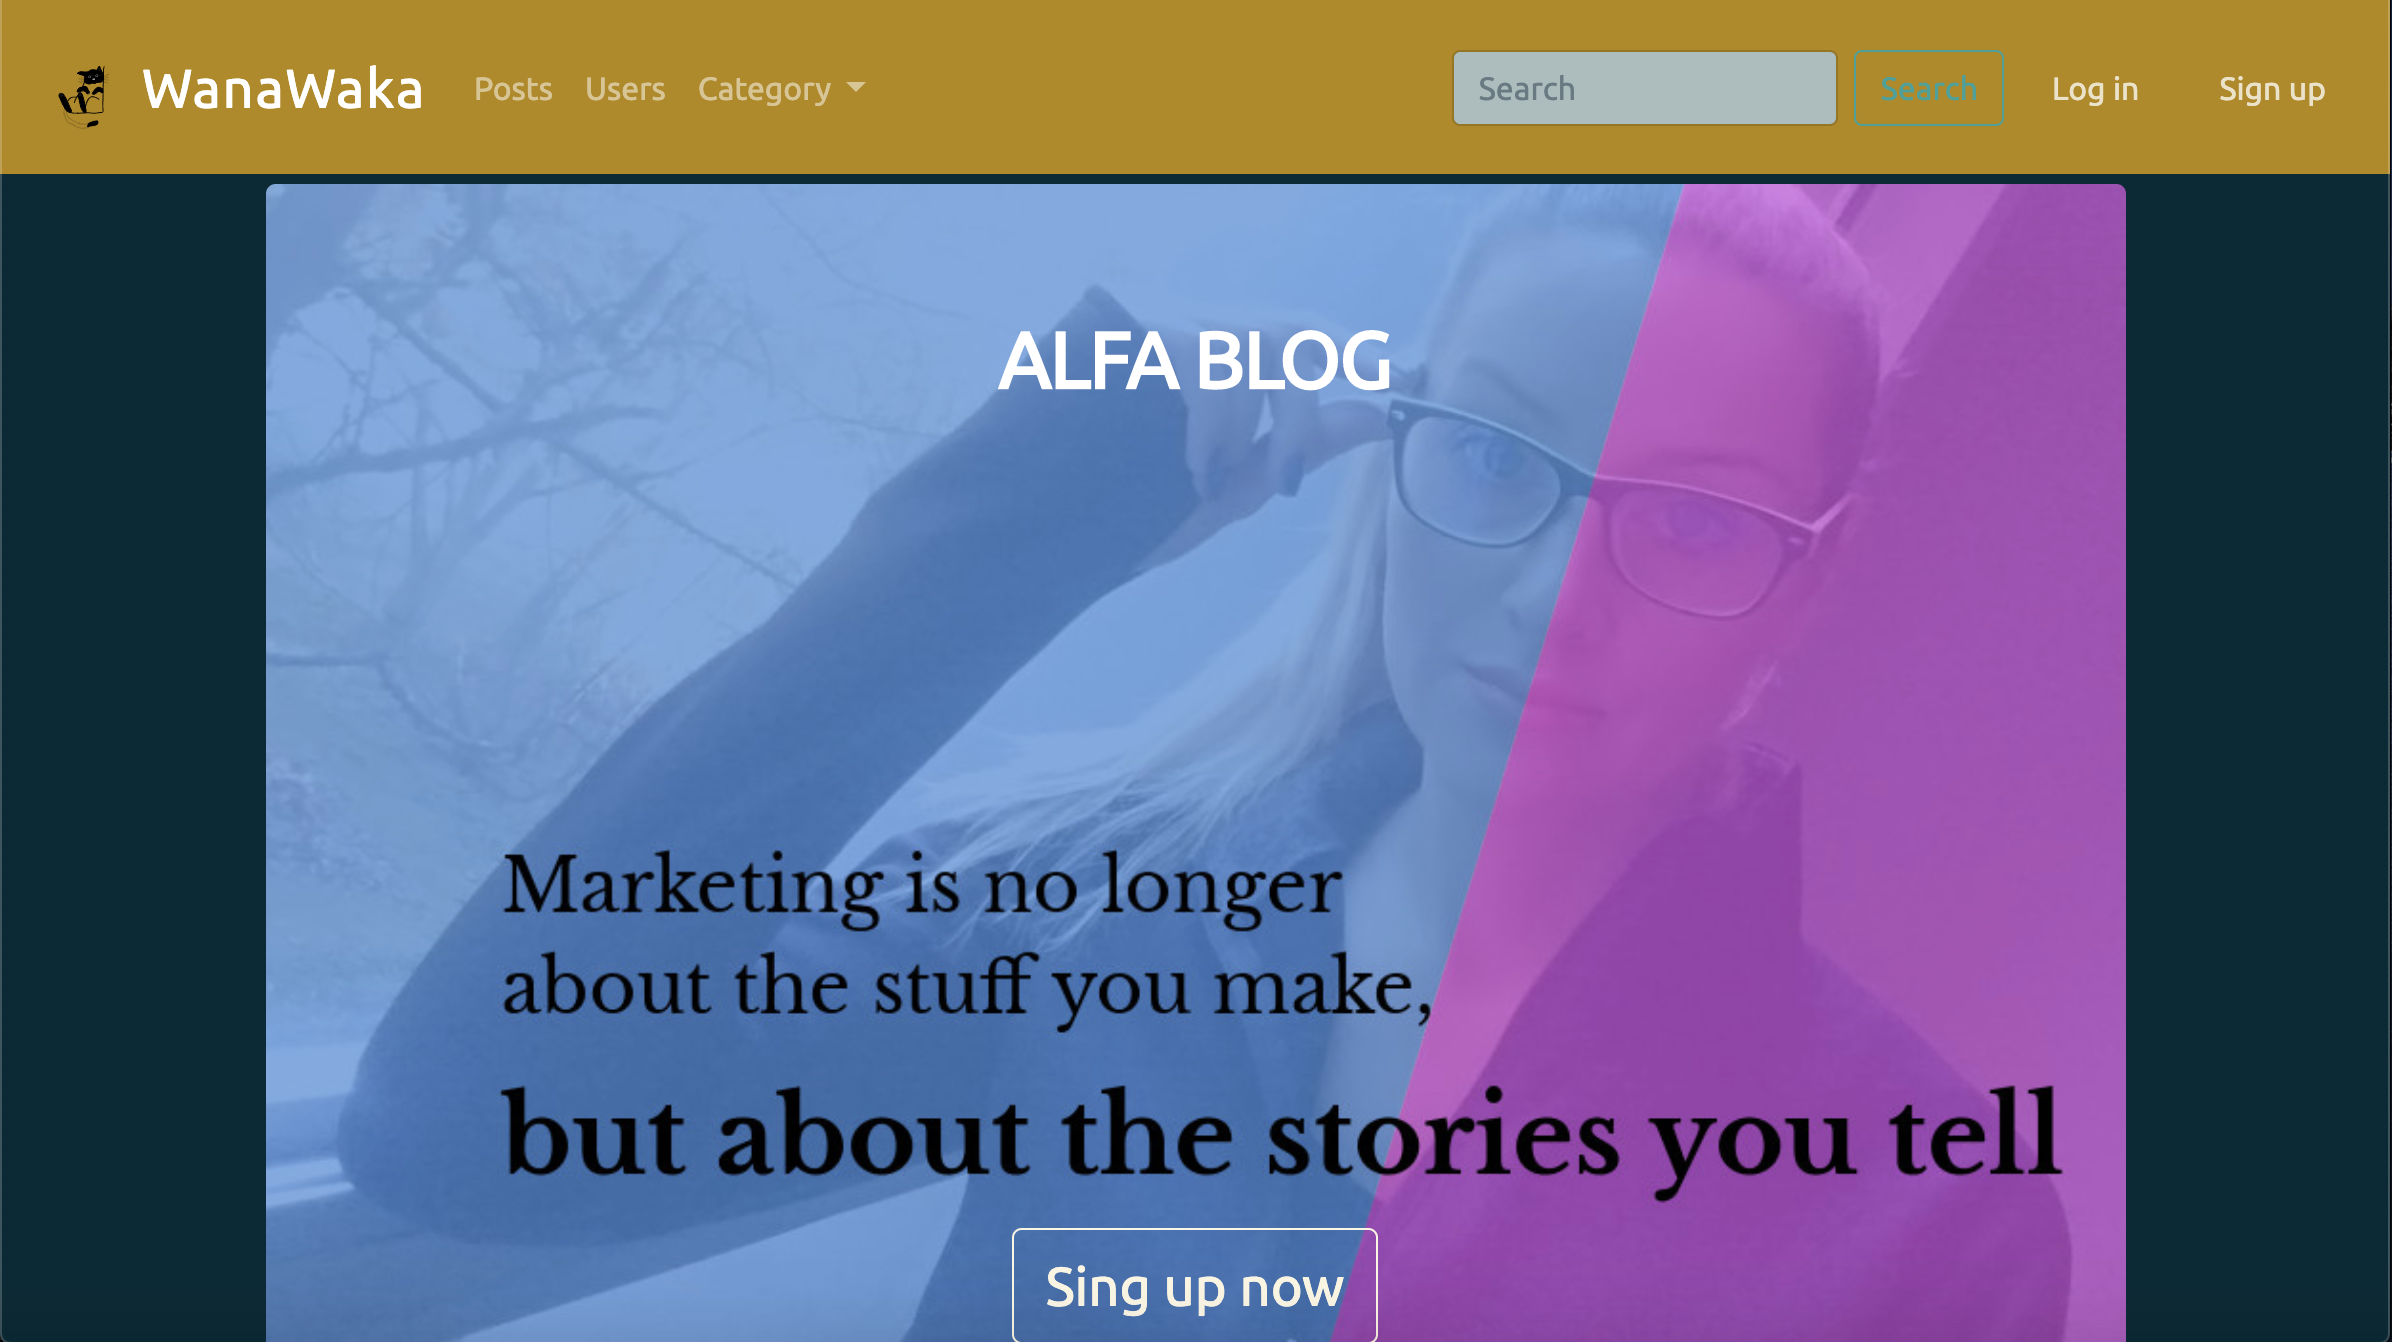 WanaWaka Posts Users Category Search Search Log in Sign up
ALFA BLOG
Marketing is no longer
about the stuff you make,
but about the stories you tell
Sing up now